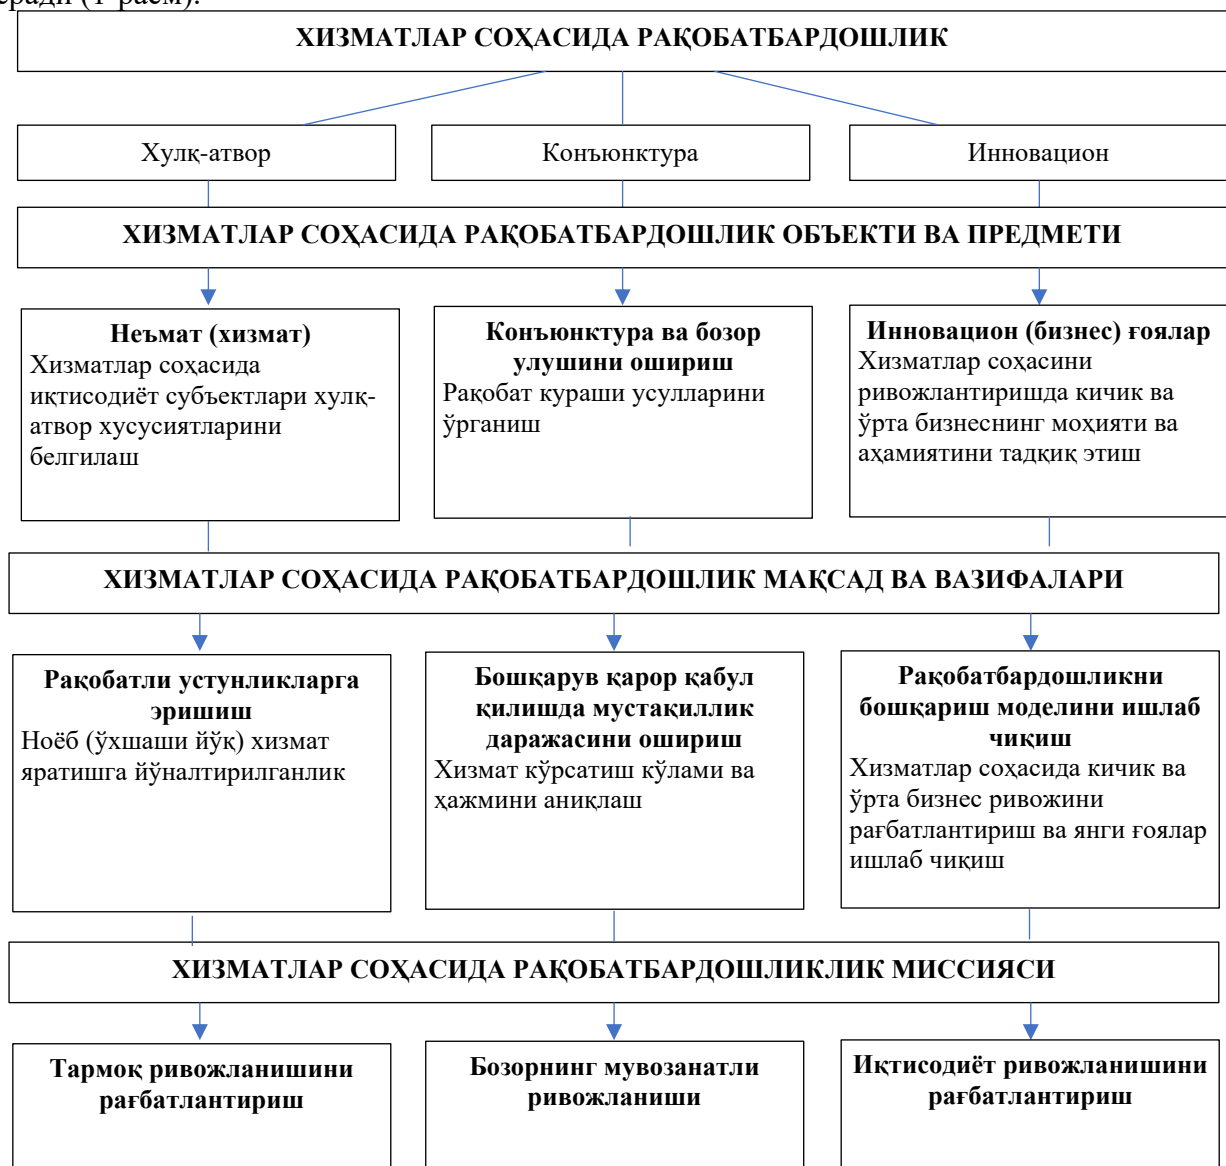 (1-расм).
ХИЗМАТЛАР СОҲАСИДА РАҚОБАТБАРДОШЛИК
Хулқ-атвор
Конъюнктура
Инновацион
ХИЗМАТЛАР СОҲАСИДА РАҚОБАТБАРДОШЛИК ОБЪЕКТИ ВА ПРЕДМЕТИ
Неъмат (хизмат)
Хизматлар соҳасида
иқтисодиёт субъектлари хулқ-
атвор хусусиятларини
белгилаш
Конъюнктура ва бозор
улушини ошириш
Рақобат кураши усулларини
ўрганиш
Инновацион (бизнес) ғоялар
Хизматлар соҳасини
ривожлантиришда кичик ва
ўрта бизнеснинг моҳияти ва
аҳамиятини тадқиқ этиш
ХИЗМАТЛАР СОҲАСИДА РАҚОБАТБАРДОШЛИК МАҚСАД ВА ВАЗИФАЛАРИ
Рақобатли устунликларга
эришиш
Ноёб (ўхшаши йўқ) хизмат
яратишга йўналтирилганлик
Бошқарув қарор қабул
қилишда мустақиллик
даражасини ошириш
Хизмат кўрсатиш кўлами ва
ҳажмини аниқлаш
Рақобатбардошликни
бошқариш моделини ишлаб
чиқиш
Хизматлар соҳасида кичик ва
ўрта бизнес ривожини
рағбатлантириш ва янги ғоялар
ишлаб чиқиш
ХИЗМАТЛАР СОҲАСИДА РАҚОБАТБАРДОШЛИКЛИК МИССИЯСИ
Тармоқ ривожланишини
рағбатлантириш
Бозорнинг мувозанатли
ривожланиши
Иқтисодиёт ривожланишини
рағбатлантириш